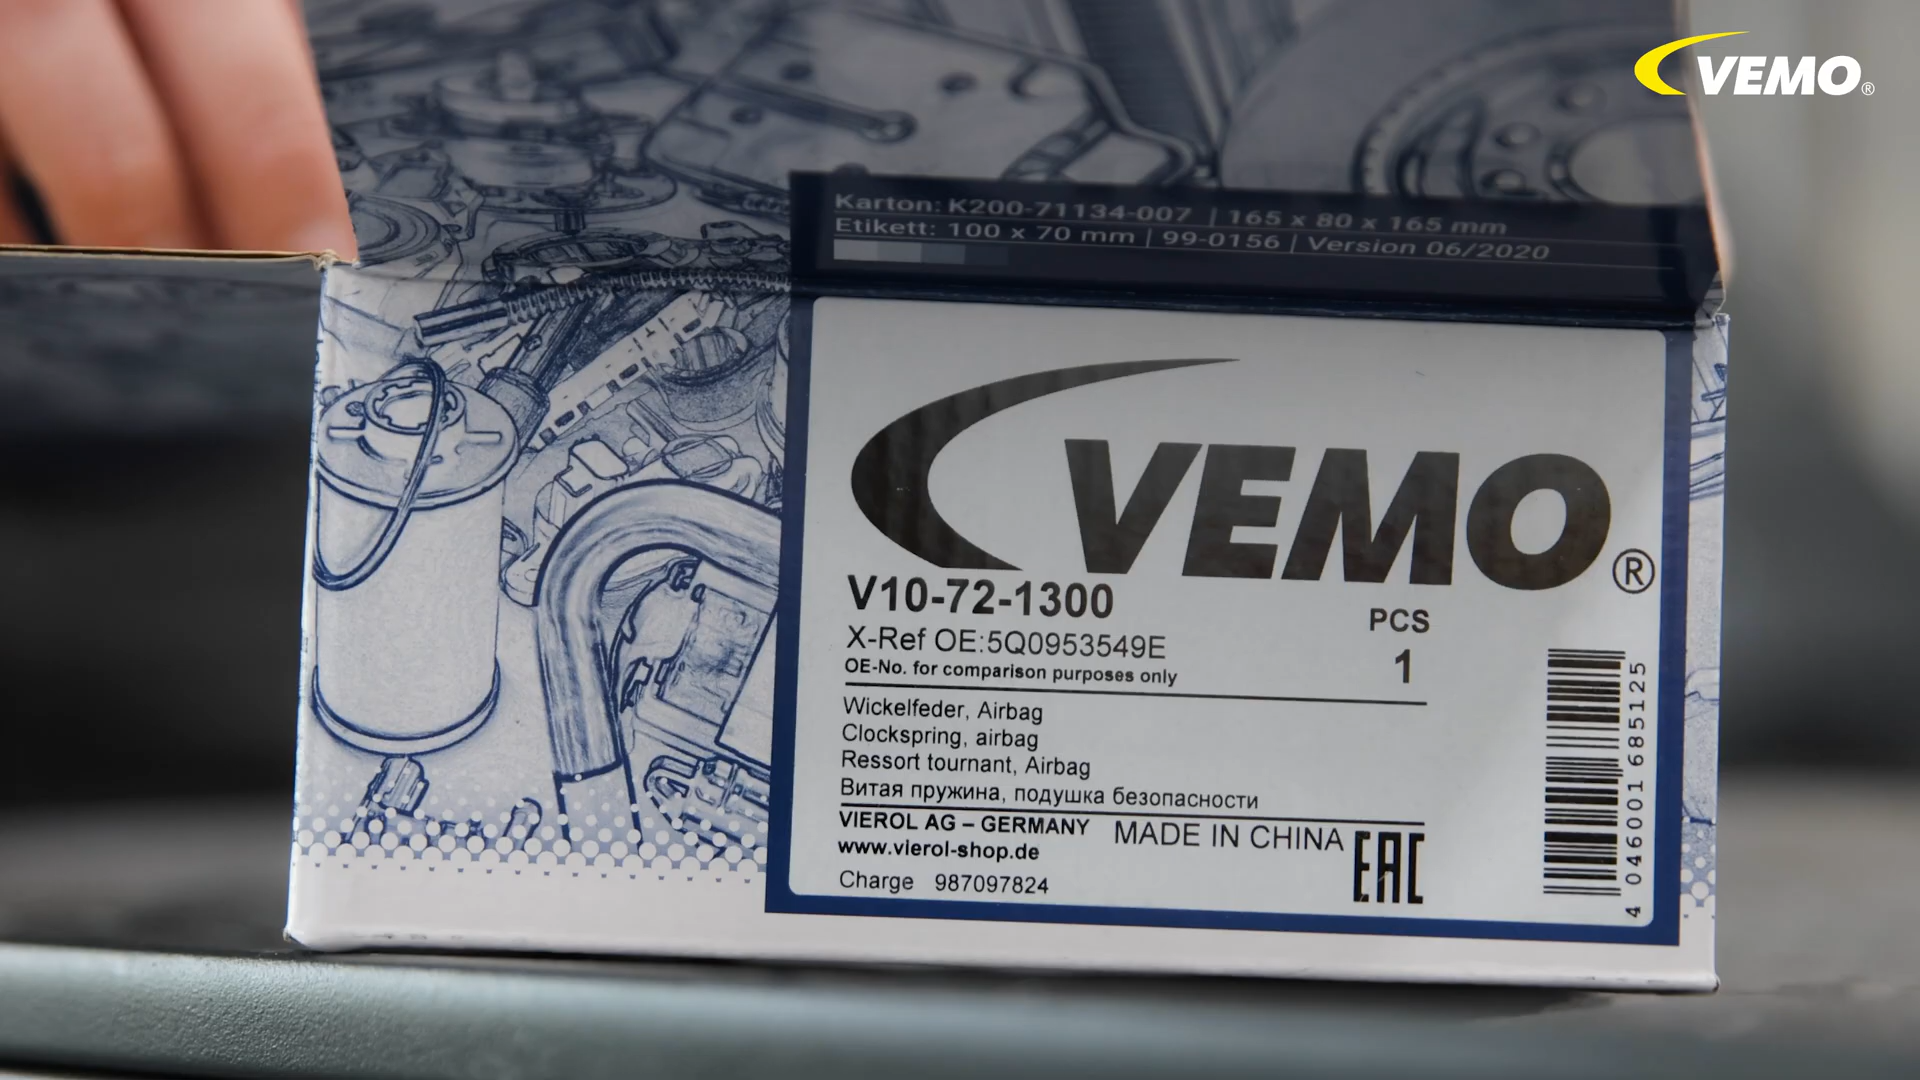 VEMO®
Karton: K200-71134-007 | 165 x 80 x 165 mm
Etikett: 100 x 70 mm | 99-0156 | Version 06/2020
VEMO®
V10-72-1300
PCS
X-Ref OE:5Q0953549E
1
OE-No. for comparison purposes only
Wickelfeder, Airbag
Clockspring, airbag
Ressort tournant, Airbag
Витая пружина, подушка безопасности
VIEROL AG – GERMANY MADE IN CHINA EAC
www.vierol-shop.de
Charge 987097824
4 046001 685125